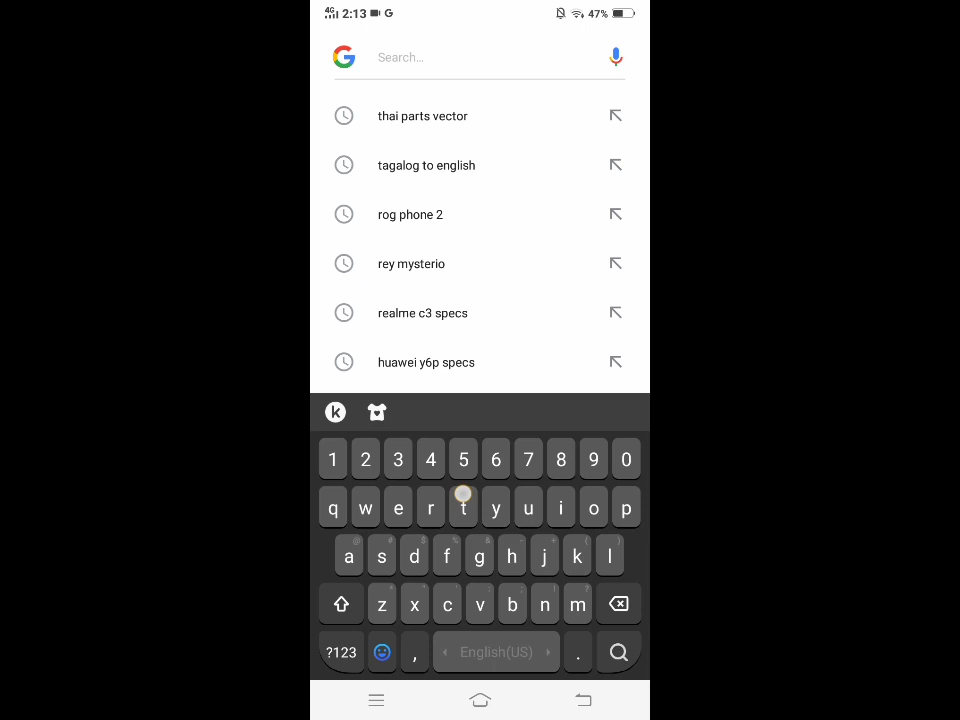 4G 2:13 G 47%
Search...
thai parts vector
tagalog to english
rog phone 2
rey mysterio
realme c3 specs
huawei y6p specs
k
1 2 3 4 5 6 7 8 9 0
q w e r t y u i o p
@ # $ % & - + ( )
a s d f g h j k l
* " ' : ; ! ?
z x c v b n m
?123 , English(US) .